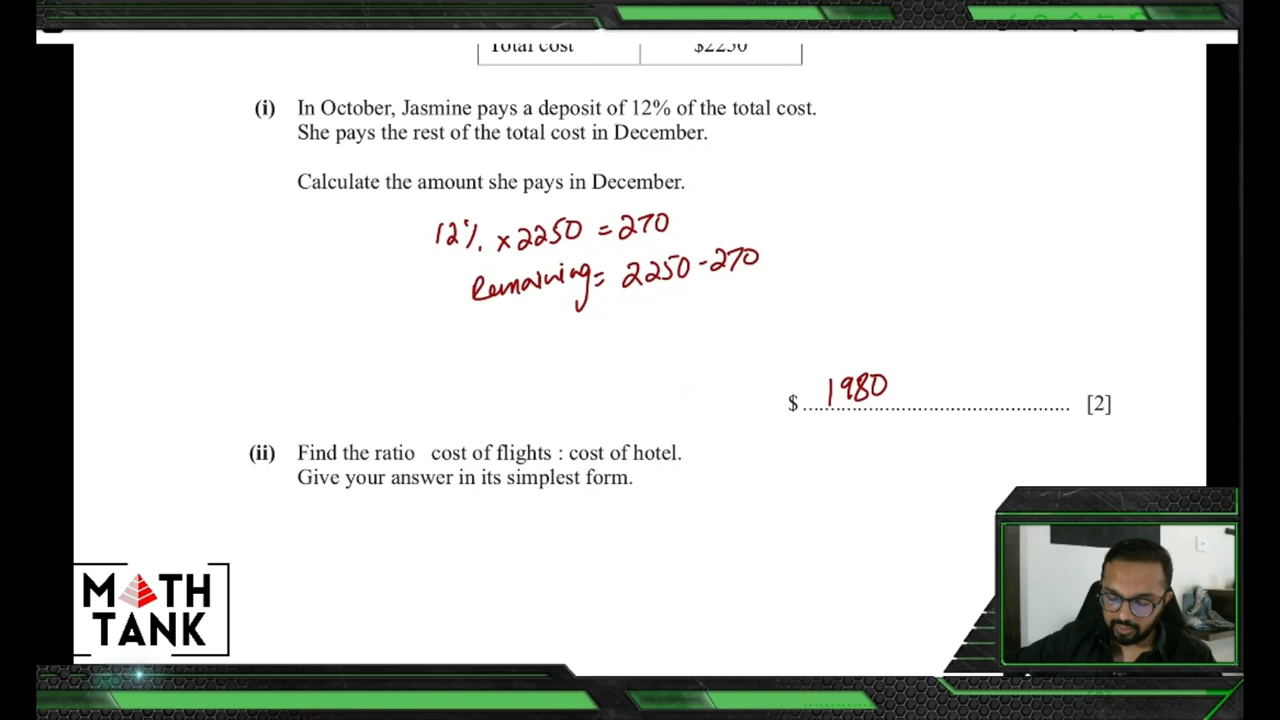 Total cost $2250
(i) In October, Jasmine pays a deposit of 12% of the total cost.
She pays the rest of the total cost in December.
Calculate the amount she pays in December.
12% × 2250 = 270
Remaining = 2250 - 270
$ 1980 [2]
(ii) Find the ratio cost of flights : cost of hotel.
Give your answer in its simplest form.
MATH
TANK